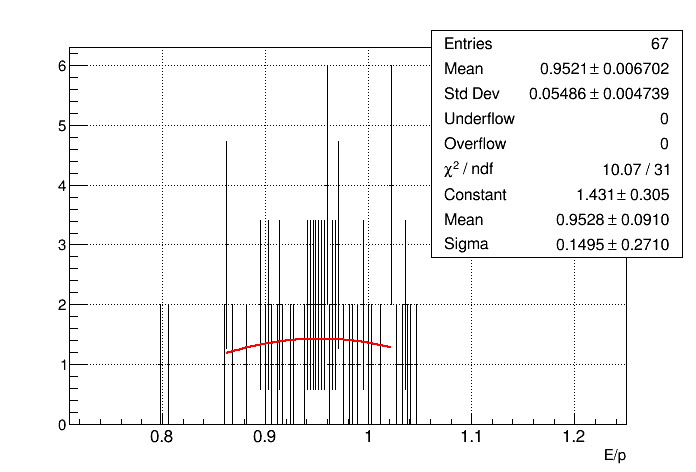 Entries 67
Mean 0.9521 ± 0.006702
Std Dev 0.05486 ± 0.004739
Underflow 0
Overflow 0
χ² / ndf 10.07 / 31
Constant 1.431 ± 0.305
Mean 0.9528 ± 0.0910
Sigma 0.1495 ± 0.2710
6
5
4
3
2
1
0
0.8 0.9 1 1.1 1.2
E/p